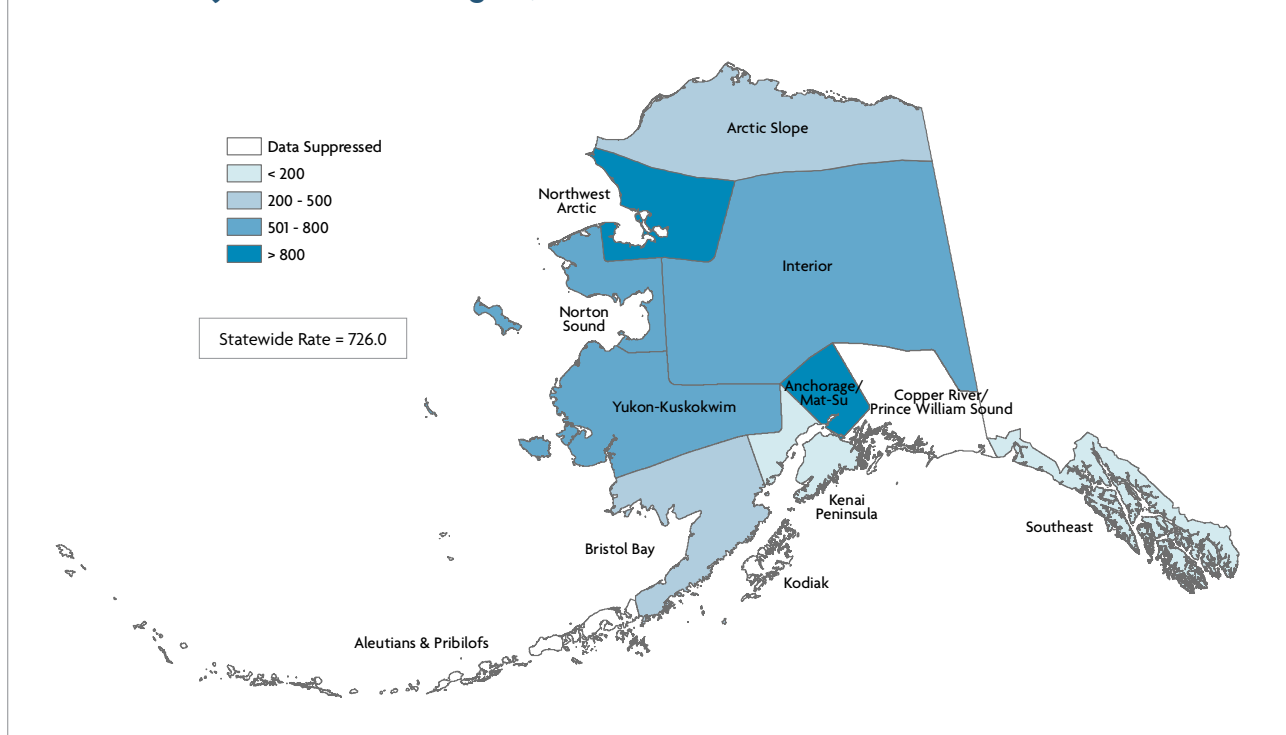 Data Suppressed
< 200
200 - 500
501 - 800
> 800
Statewide Rate = 726.0
Arctic Slope
Northwest
Arctic
Interior
Norton
Sound
Anchorage/
Mat-Su
Copper River/
Prince William Sound
Yukon-Kuskokwim
Kenai
Peninsula
Southeast
Bristol Bay
Kodiak
Aleutians & Pribilofs